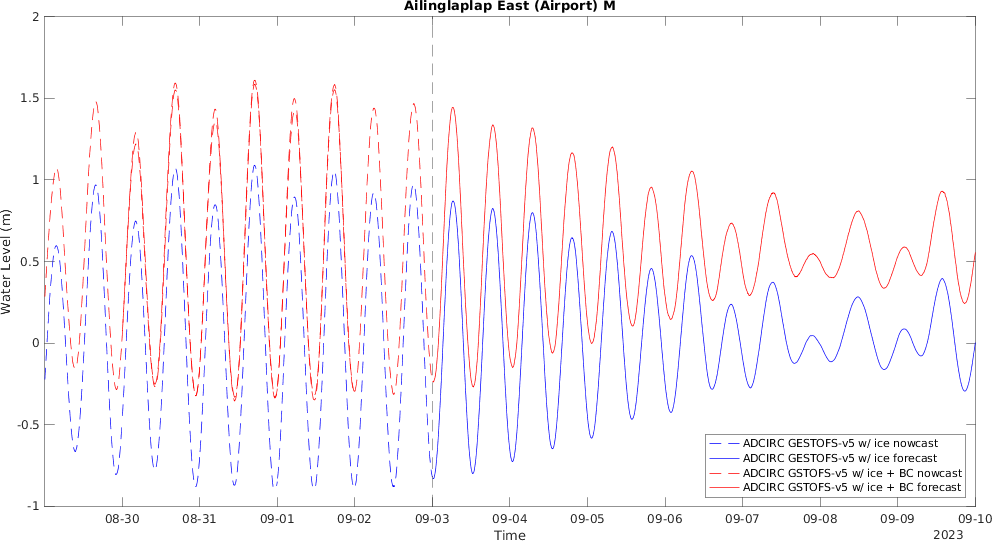 Ailinglaplap East (Airport) M
2
1.5
1
0.5
0
-0.5
-1
Water Level (m)
08-30 08-31 09-01 09-02 09-03 09-04 09-05 09-06 09-07 09-08 09-09 09-10
Time
2023
ADCIRC GESTOFS-v5 w/ ice nowcast
ADCIRC GESTOFS-v5 w/ ice forecast
ADCIRC GSTOFS-v5 w/ ice + BC nowcast
ADCIRC GSTOFS-v5 w/ ice + BC forecast